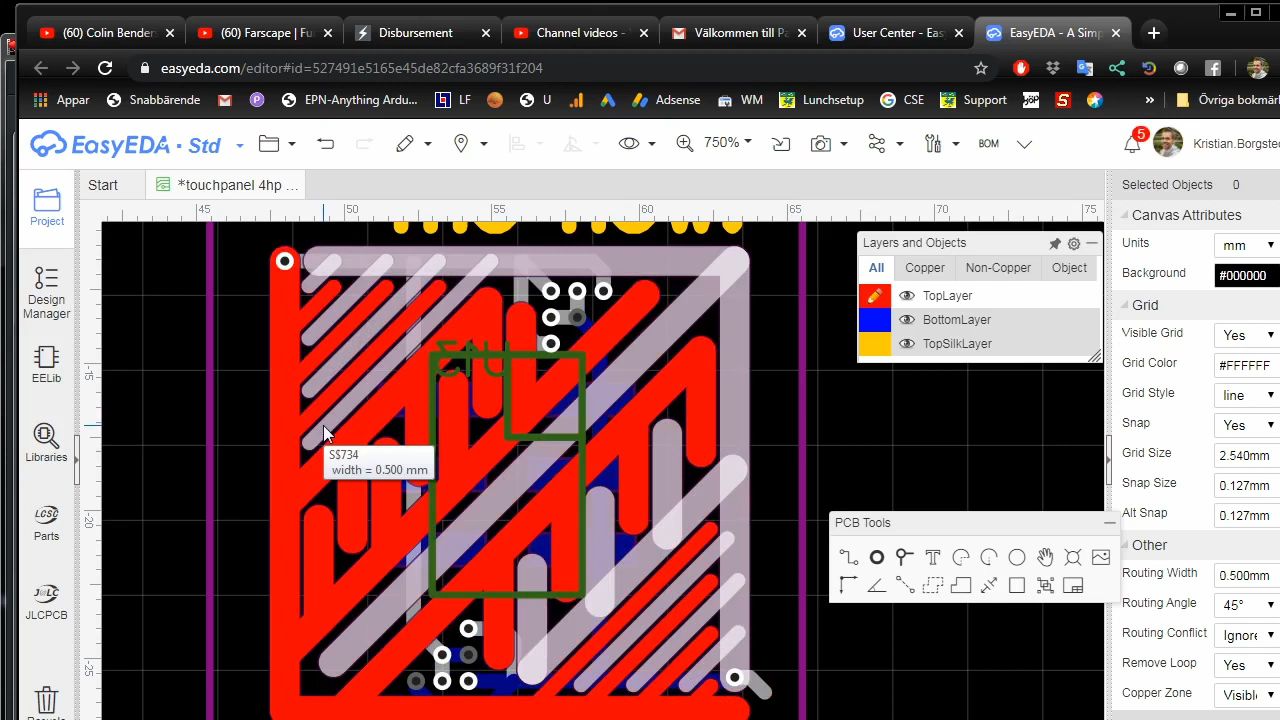 (60) Colin Benders
(60) Farscape | Fu
Disbursement
Channel videos -
Välkommen till Pa
User Center - Easy
EasyEDA - A Simp
easyeda.com/editor#id=527491e5165e45de82cfa3689f31f204
Appar
Snabbärende
EPN-Anything Ardu...
LF
U
Adsense
WM
Lunchsetup
CSE
Support
»
Övriga bokmärk
EasyEDA · Std
750%
BOM
5
Kristian.Borgste
Project
Start
*touchpanel 4hp ...
Selected Objects 0
45 50 55 60 65 70 75
Canvas Attributes
Units mm
Background #000000
Grid
Visible Grid Yes
Grid Color #FFFFFF
Grid Style line
Snap Yes
Grid Size 2.540mm
Snap Size 0.127mm
Alt Snap 0.127mm
Other
Routing Width 0.500mm
Routing Angle 45°
Routing Conflict Ignore
Remove Loop Yes
Copper Zone Visible
Layers and Objects
All
Copper
Non-Copper
Object
TopLayer
BottomLayer
TopSilkLayer
Design
Manager
EELib
Libraries
LCSC
Parts
JLCPCB
-15
-20
-25
S$734
width = 0.500 mm
PCB Tools